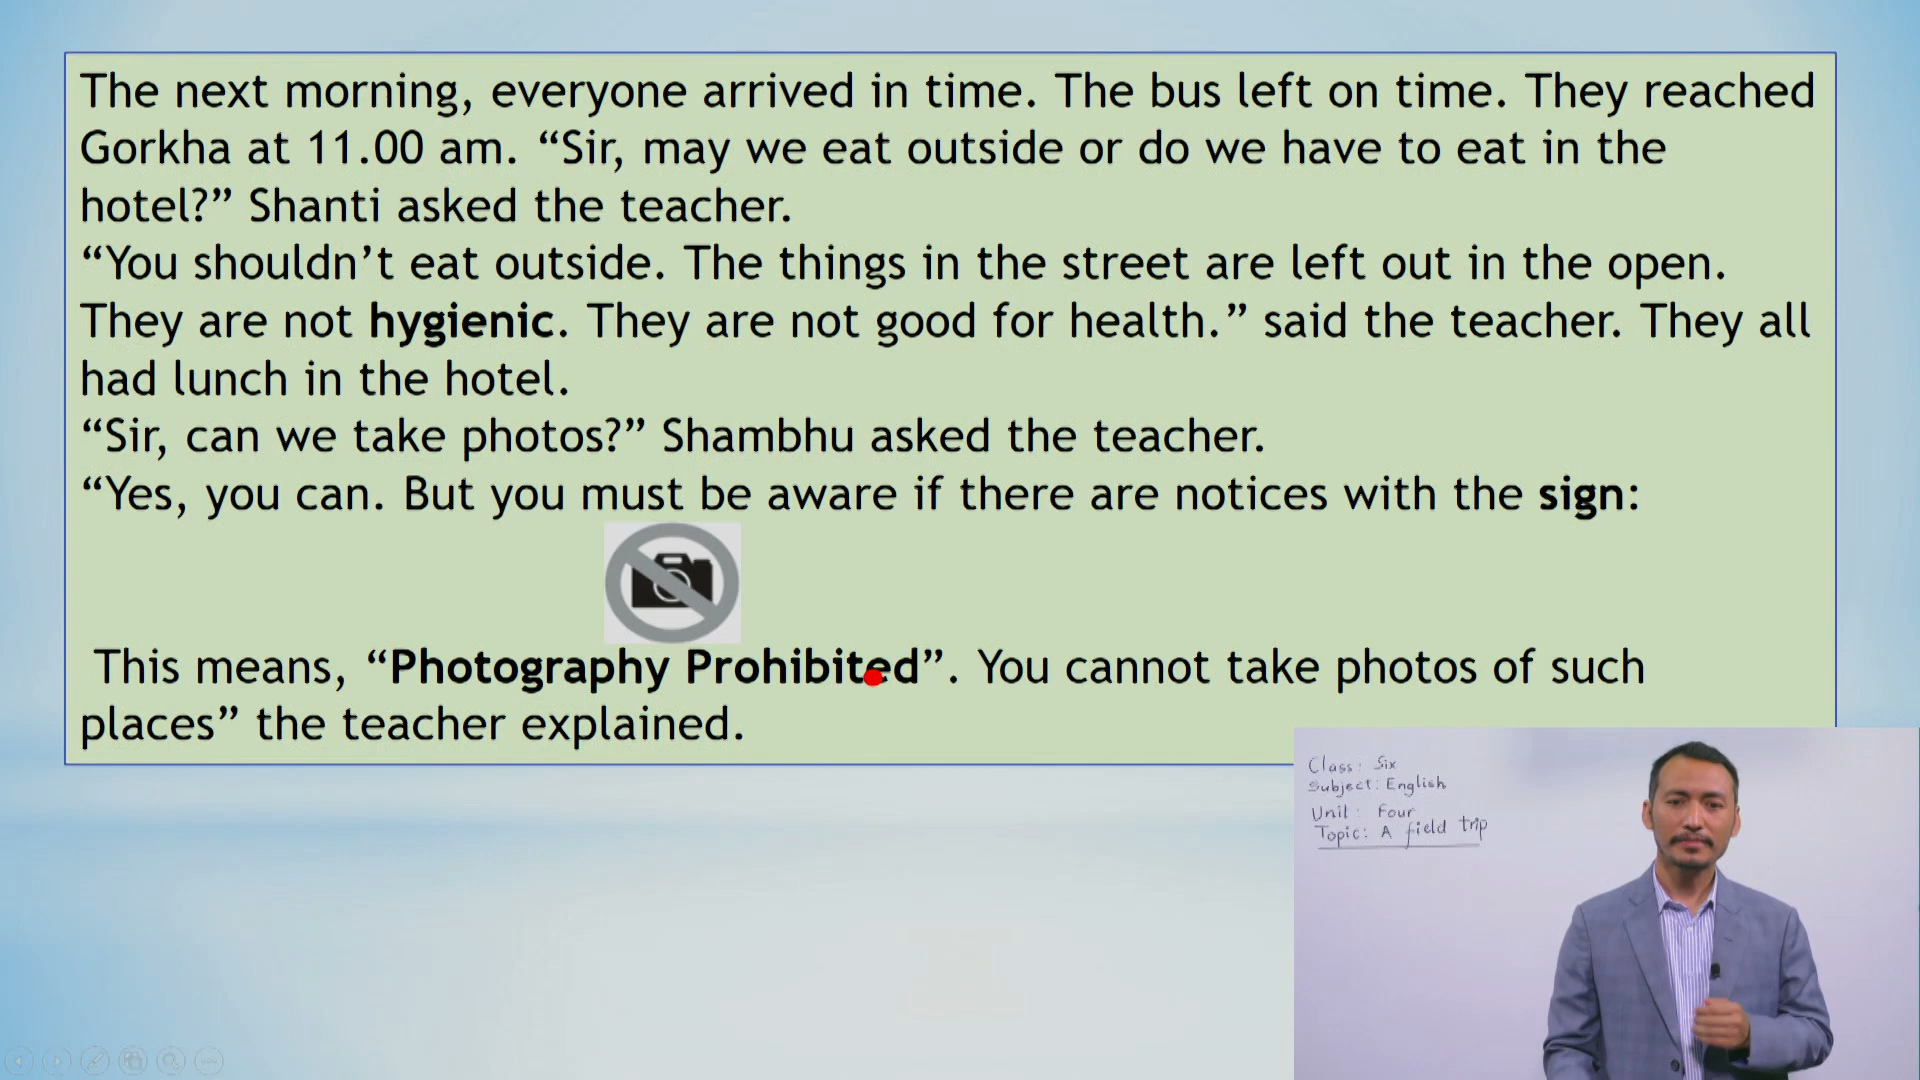 The next morning, everyone arrived in time. The bus left on time. They reached
Gorkha at 11.00 am. “Sir, may we eat outside or do we have to eat in the
hotel?” Shanti asked the teacher.
“You shouldn’t eat outside. The things in the street are left out in the open.
They are not hygienic. They are not good for health.” said the teacher. They all
had lunch in the hotel.
“Sir, can we take photos?” Shambhu asked the teacher.
“Yes, you can. But you must be aware if there are notices with the sign:
This means, “Photography Prohibited”. You cannot take photos of such
places” the teacher explained.
Class: Six
Subject: English
Unit: Four
Topic: A field trip